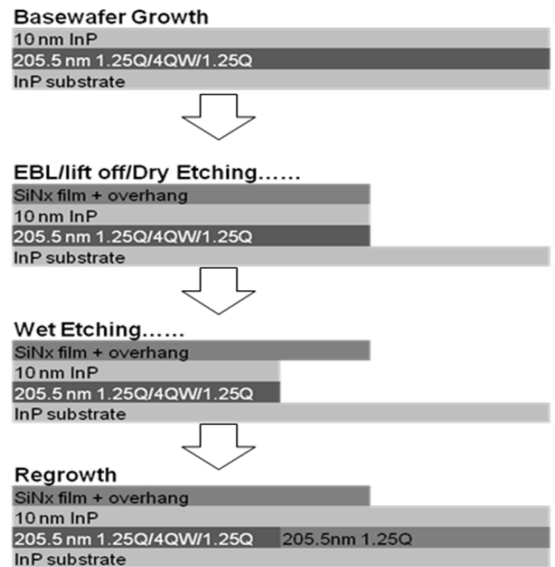 Basewafer Growth
10 nm InP
205.5 nm 1.25Q/4QW/1.25Q
InP substrate
EBL/lift off/Dry Etching……
SiNx film + overhang
10 nm InP
205.5 nm 1.25Q/4QW/1.25Q
InP substrate
Wet Etching……
SiNx film + overhang
10 nm InP
205.5 nm 1.25Q/4QW/1.25Q
InP substrate
Regrowth
SiNx film + overhang
10 nm InP
205.5 nm 1.25Q/4QW/1.25Q 205.5nm 1.25Q
InP substrate